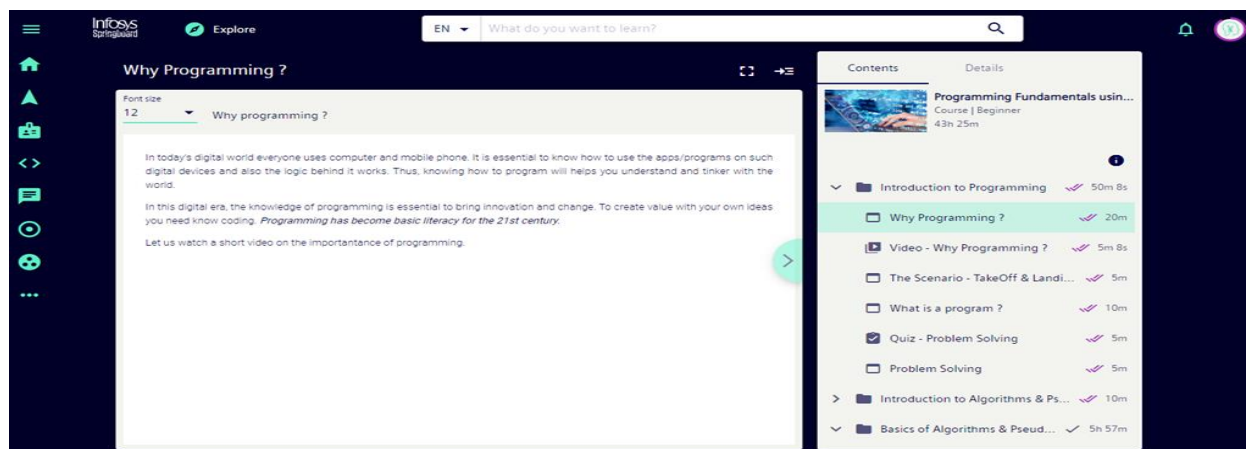 Infosys
Springboard
Explore
EN
What do you want to learn?
Why Programming ?
Font size
12
Why programming ?
In today's digital world everyone uses computer and mobile phone. It is essential to know how to use the apps/programs on such
digital devices and also the logic behind it works. Thus, knowing how to program will helps you understand and tinker with the
world.
In this digital era, the knowledge of programming is essential to bring innovation and change. To create value with your own ideas
you need know coding. Programming has become basic literacy for the 21st century.
Let us watch a short video on the importantance of programming.
Contents
Details
Programming Fundamentals usin...
Course | Beginner
43h 25m
Introduction to Programming 50m 8s
Why Programming ? 20m
Video - Why Programming ? 5m 8s
The Scenario - TakeOff & Landi... 5m
What is a program ? 10m
Quiz - Problem Solving 5m
Problem Solving 5m
Introduction to Algorithms & Ps... 10m
Basics of Algorithms & Pseud... 5h 57m